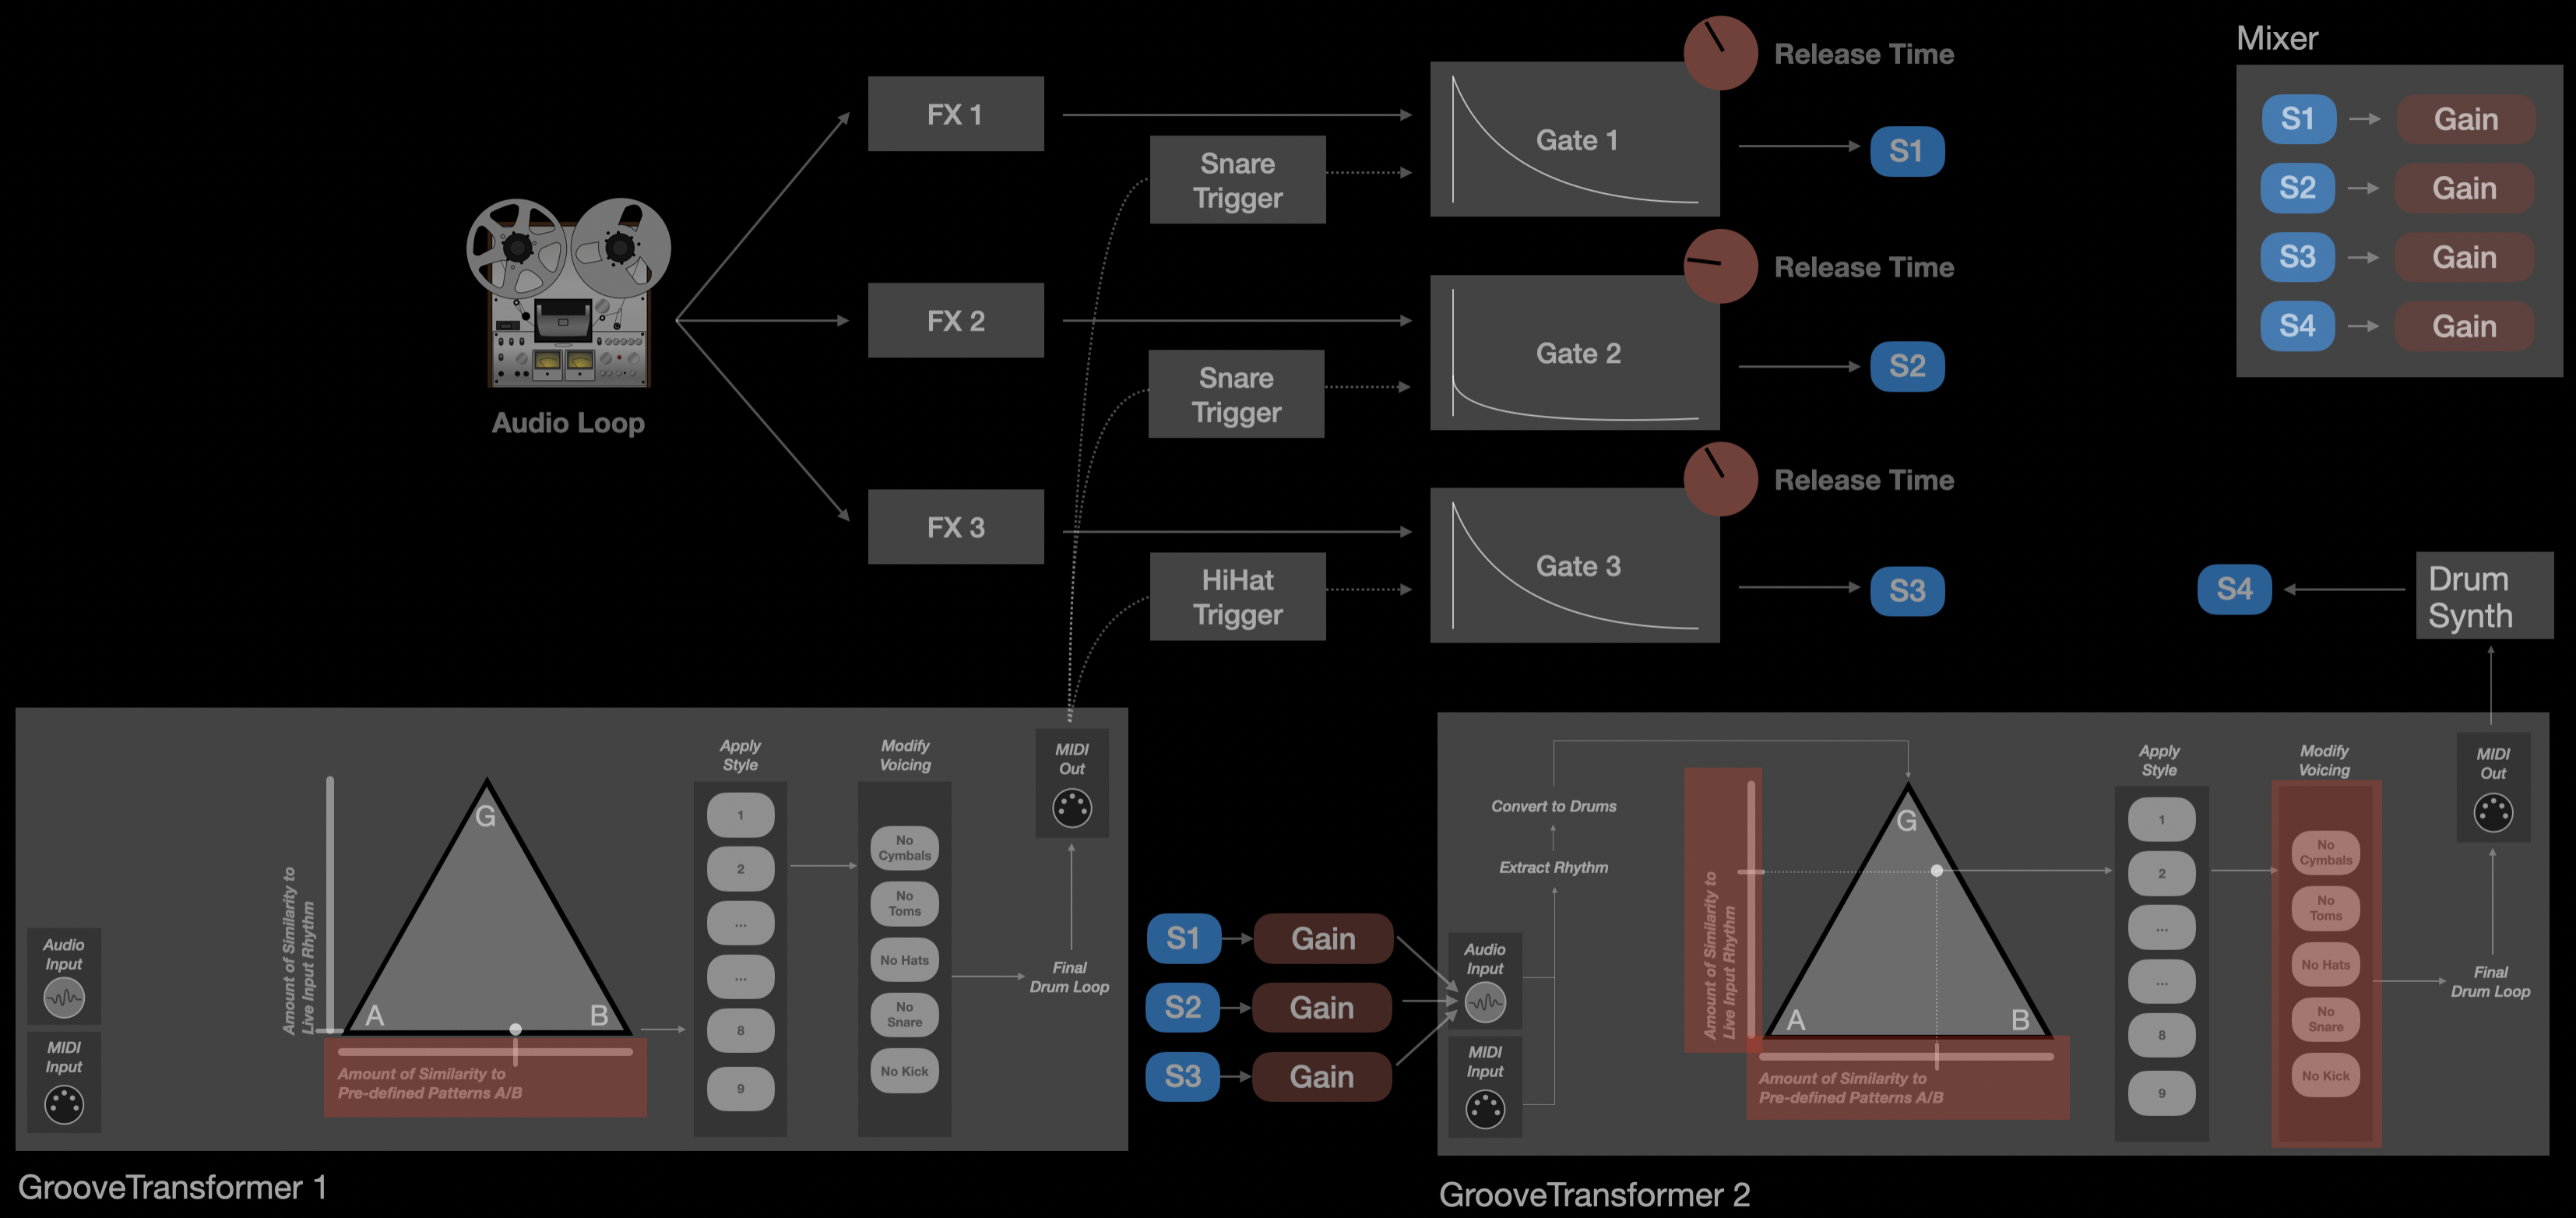 Mixer
Release Time
FX 1
Gate 1
Snare
Trigger
S1
S1
Gain
S2
Gain
S3
Gain
S4
Gain
Release Time
FX 2
Gate 2
Snare
Trigger
S2
Audio Loop
Release Time
FX 3
Gate 3
HiHat
Trigger
S3
S4
Drum
Synth
Audio
Input
MIDI
Input
Amount of Similarity to
Live Input Rhythm
G
A
B
Amount of Similarity to
Pre-defined Patterns A/B
Apply
Style
1
2
...
...
8
9
Modify
Voicing
No
Cymbals
No
Toms
No Hats
No
Snare
No Kick
MIDI
Out
Final
Drum Loop
GrooveTransformer 1
S1
Gain
S2
Gain
S3
Gain
Audio
Input
MIDI
Input
Convert to Drums
Extract Rhythm
Amount of Similarity to
Live Input Rhythm
G
A
B
Amount of Similarity to
Pre-defined Patterns A/B
Apply
Style
1
2
...
...
8
9
Modify
Voicing
No
Cymbals
No
Toms
No Hats
No
Snare
No Kick
MIDI
Out
Final
Drum Loop
GrooveTransformer 2